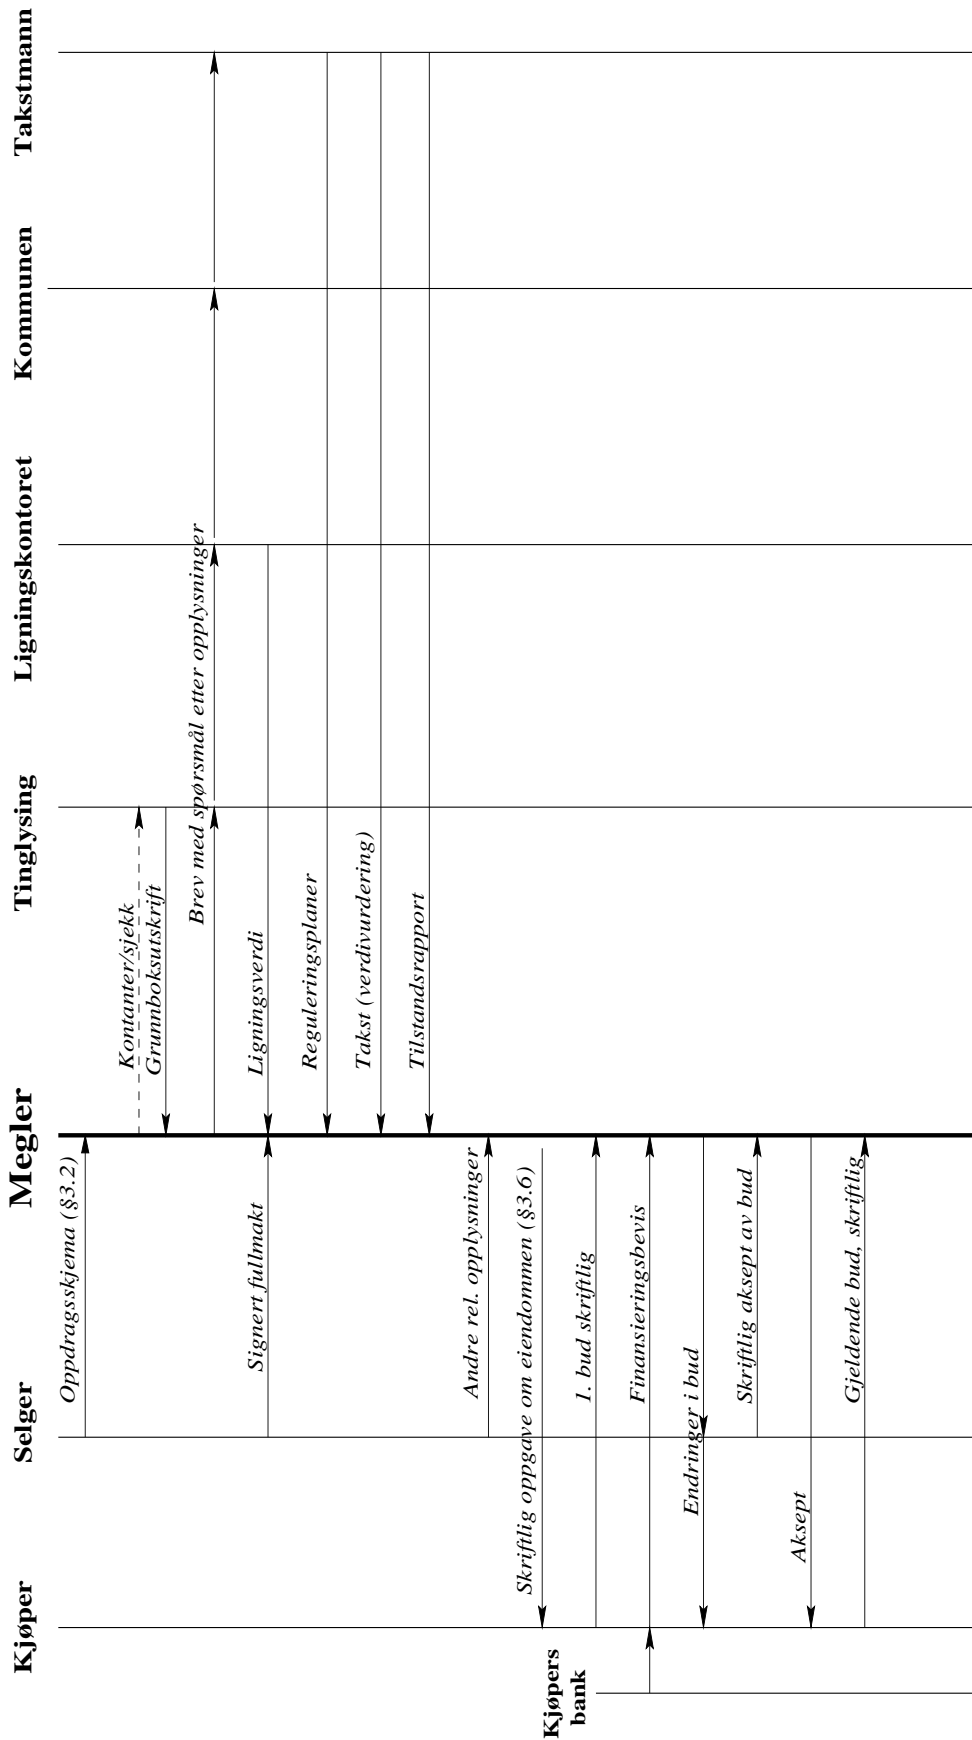 Kjøper
Selger
Megler
Tinglysing
Ligningskontoret
Kommunen
Takstmann
Oppdragsskjema (§3.2)
Kontanter/sjekk
Grunnboksutskrift
Brev med spørsmål etter opplysninger
Signert fullmakt
Ligningsverdi
Reguleringsplaner
Takst (verdivurdering)
Tilstandsrapport
Andre rel. opplysninger
Skriftlig oppgave om eiendommen (§3.6)
Kjøpers
bank
1. bud skriftlig
Finansieringsbevis
Endringer i bud
Skriftlig aksept av bud
Aksept
Gjeldende bud, skriftlig